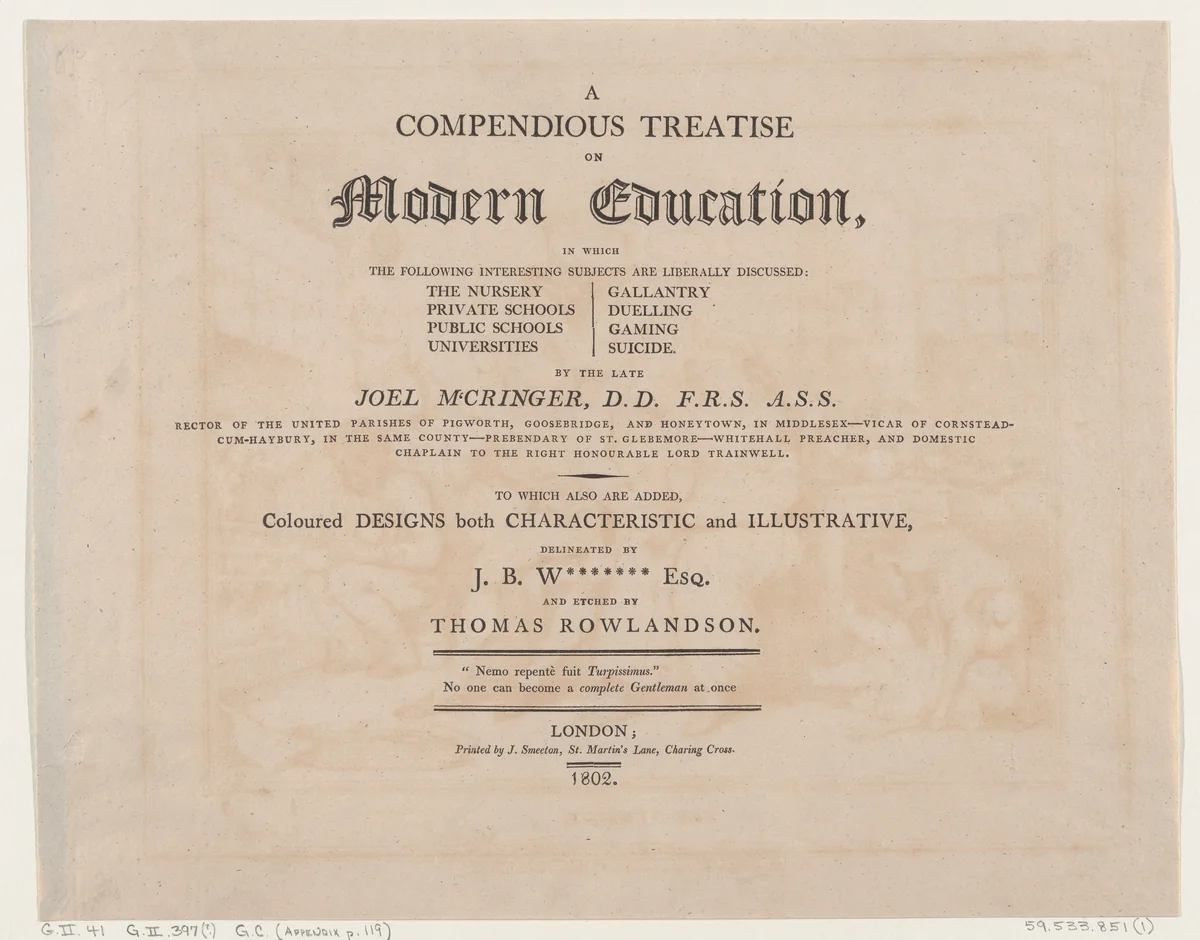 A
COMPENDIOUS TREATISE
ON
Modern Education,
IN WHICH
THE FOLLOWING INTERESTING SUBJECTS ARE LIBERALLY DISCUSSED:
THE NURSERY
PRIVATE SCHOOLS
PUBLIC SCHOOLS
UNIVERSITIES
GALLANTRY
DUELLING
GAMING
SUICIDE.
BY THE LATE
JOEL McCRINGER, D.D. F.R.S. A.S.S.
RECTOR OF THE UNITED PARISHES OF PIGWORTH, GOOSEBRIDGE, AND HONEYTOWN, IN MIDDLESEX—VICAR OF CORNSTEAD-
CUM-HAYBURY, IN THE SAME COUNTY—PREBENDARY OF ST. GLEBEMORE—WHITEHALL PREACHER, AND DOMESTIC
CHAPLAIN TO THE RIGHT HONOURABLE LORD TRAINWELL.
TO WHICH ALSO ARE ADDED,
Coloured DESIGNS both CHARACTERISTIC and ILLUSTRATIVE,
DELINEATED BY
J. B. W******* Esq.
AND ETCHED BY
THOMAS ROWLANDSON.
“ Nemo repentè fuit Turpissimus.”
No one can become a complete Gentleman at once
LONDON;
Printed by J. Smeeton, St. Martin's Lane, Charing Cross.
1802.
G.II. 41 G.II.397(?) G.C. (APPENDIX p. 119)
59.533.851(1)